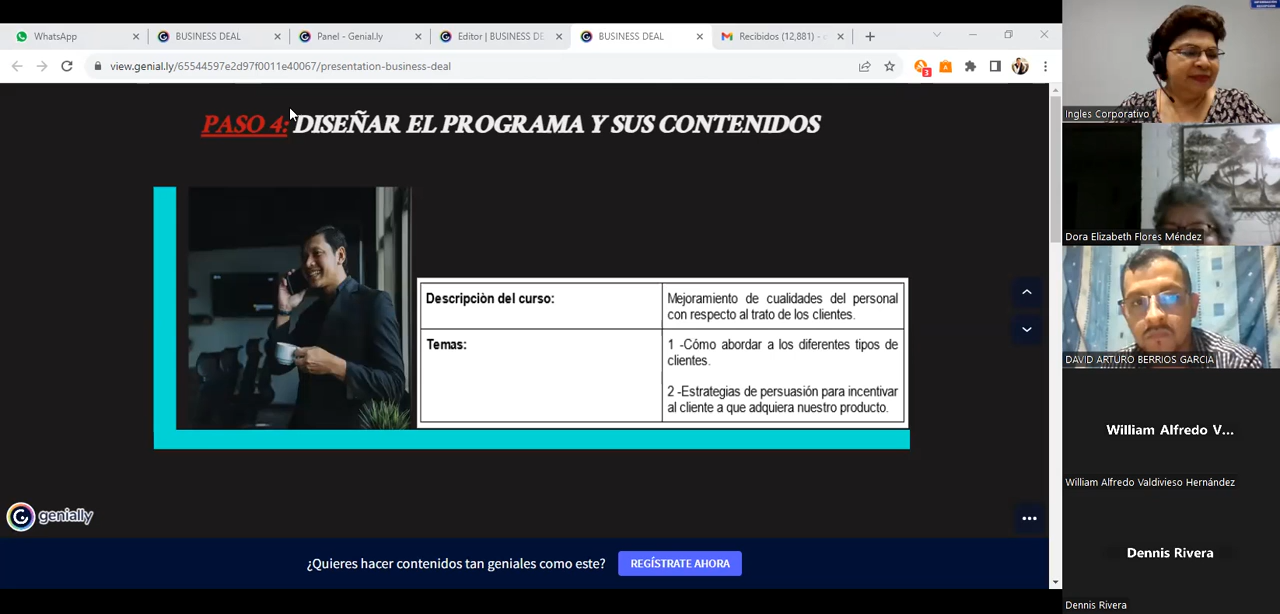 WhatsApp
BUSINESS DEAL
Panel - Genial.ly
Editor | BUSINESS DE
BUSINESS DEAL
Recibidos (12,881) - c
view.genial.ly/65544597e2d97f0011e40067/presentation-business-deal
3
PASO 4: DISEÑAR EL PROGRAMA Y SUS CONTENIDOS
Descripciòn del curso:
Mejoramiento de cualidades del personal
con respecto al trato de los clientes.
Temas:
1 -Cómo abordar a los diferentes tipos de
clientes.
2 -Estrategias de persuasión para incentivar
al cliente a que adquiera nuestro producto.
genially
¿Quieres hacer contenidos tan geniales como este?
REGÍSTRATE AHORA
Ingles Corporativo
Dora Elizabeth Flores Méndez
DAVID ARTURO BERRIOS GARCIA
William Alfredo V...
William Alfredo Valdivieso Hernández
Dennis Rivera
Dennis Rivera